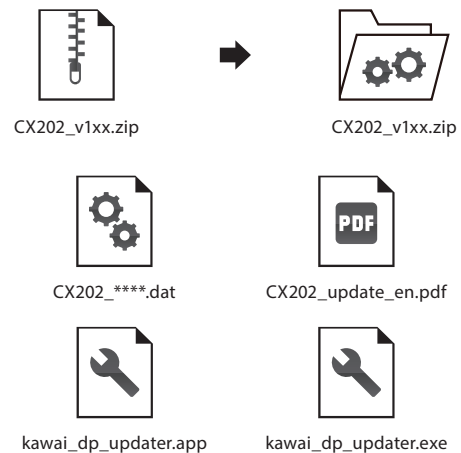 CX202_v1xx.zip
CX202_v1xx.zip
PDF
CX202_****.dat
CX202_update_en.pdf
kawai_dp_updater.app
kawai_dp_updater.exe